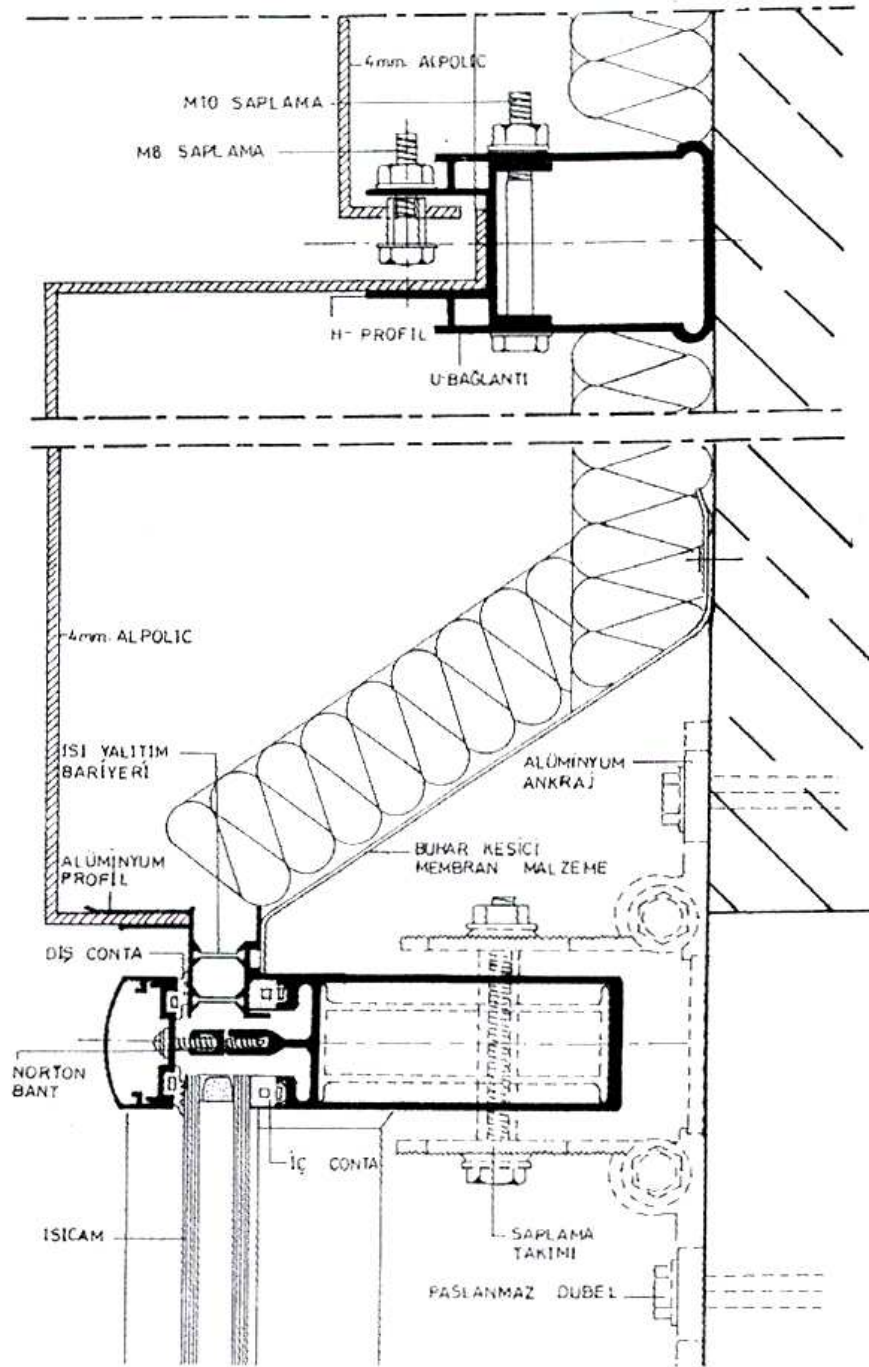 4mm. ALPOLIC
M10 SAPLAMA
M8 SAPLAMA
H-PROFİL
U-BAĞLANTI
4mm. ALPOLIC
ISI YALITIM
BARİYERİ
ALÜMİNYUM
ANKRAJ
BUHAR KESİCİ
MEMBRAN MALZEME
ALÜMİNYUM
PROFİL
DIŞ CONTA
NORTON
BANT
İÇ CONTA
ISICAM
SAPLAMA
TAKIMI
PASLANMAZ DUBEL